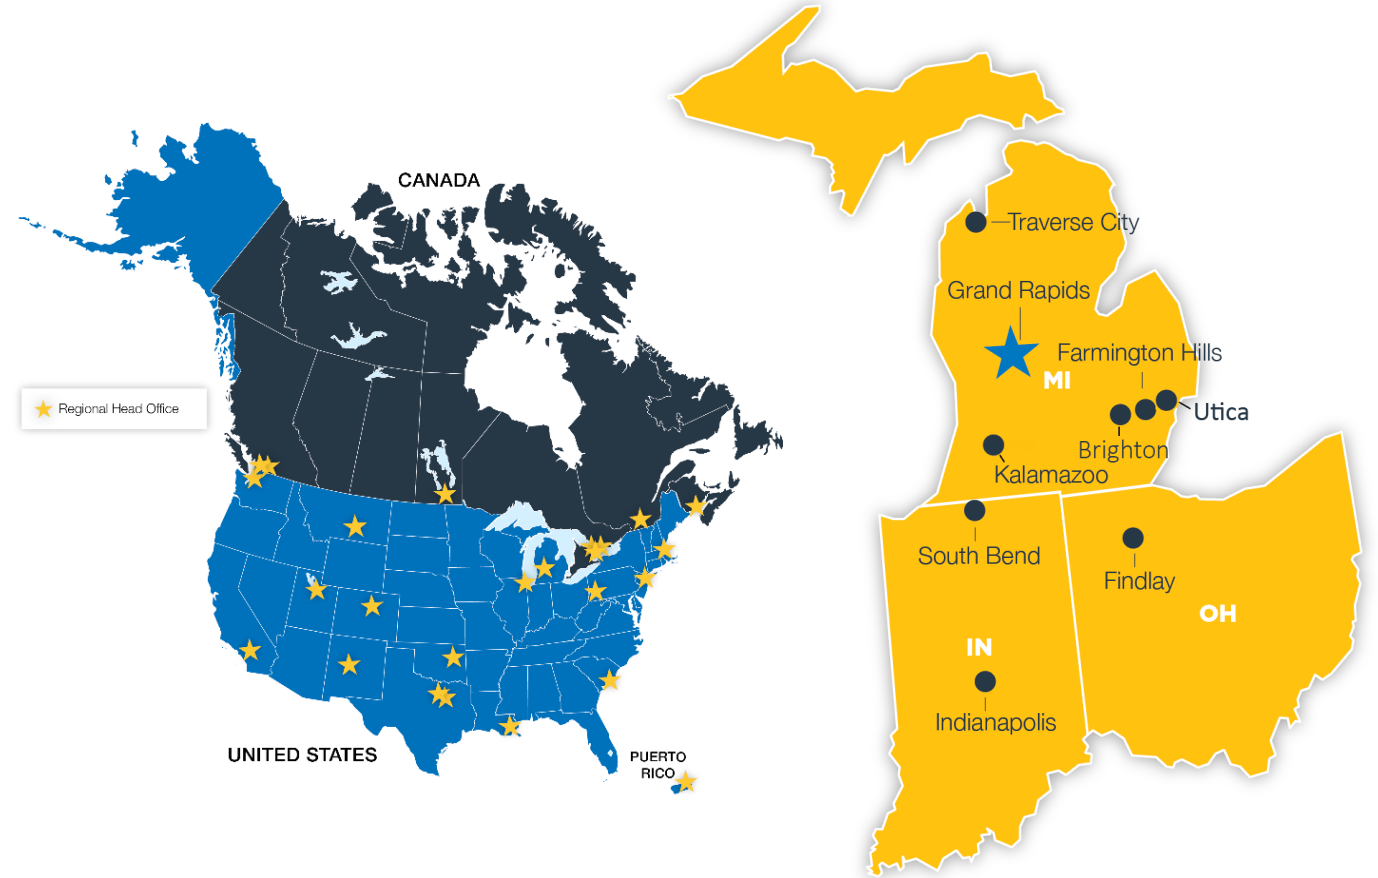 CANADA
Regional Head Office
UNITED STATES
PUERTO
RICO
Traverse City
Grand Rapids
Farmington Hills
MI
Utica
Brighton
Kalamazoo
South Bend
Findlay
OH
IN
Indianapolis